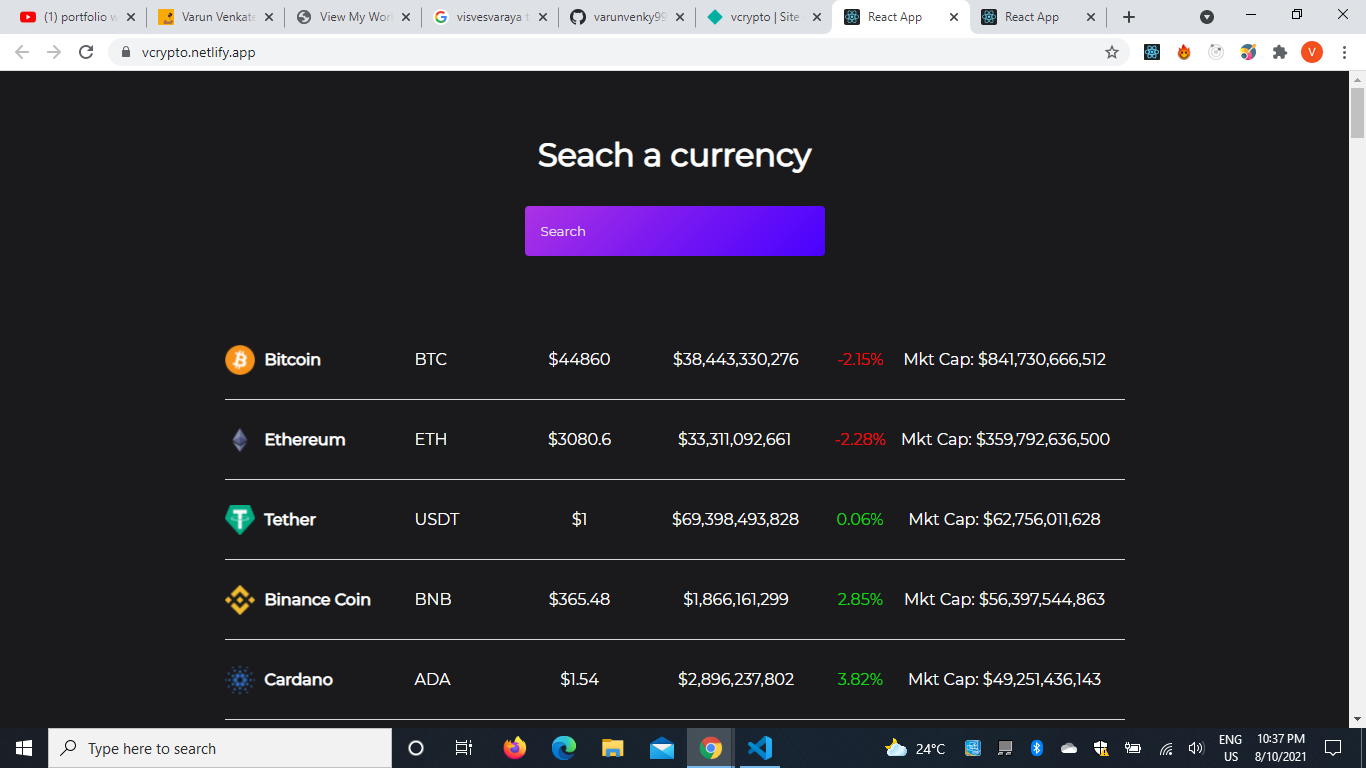 (1) portfolio w
Varun Venkate
View My Worl
visvesvaraya t
varunvenky99
vcrypto | Site
React App
React App
vcrypto.netlify.app
V
Seach a currency
Search
Bitcoin BTC $44860 $38,443,330,276 -2.15% Mkt Cap: $841,730,666,512
Ethereum ETH $3080.6 $33,311,092,661 -2.28% Mkt Cap: $359,792,636,500
Tether USDT $1 $69,398,493,828 0.06% Mkt Cap: $62,756,011,628
Binance Coin BNB $365.48 $1,866,161,299 2.85% Mkt Cap: $56,397,544,863
Cardano ADA $1.54 $2,896,237,802 3.82% Mkt Cap: $49,251,436,143
Type here to search
24°C
ENG
US
10:37 PM
8/10/2021